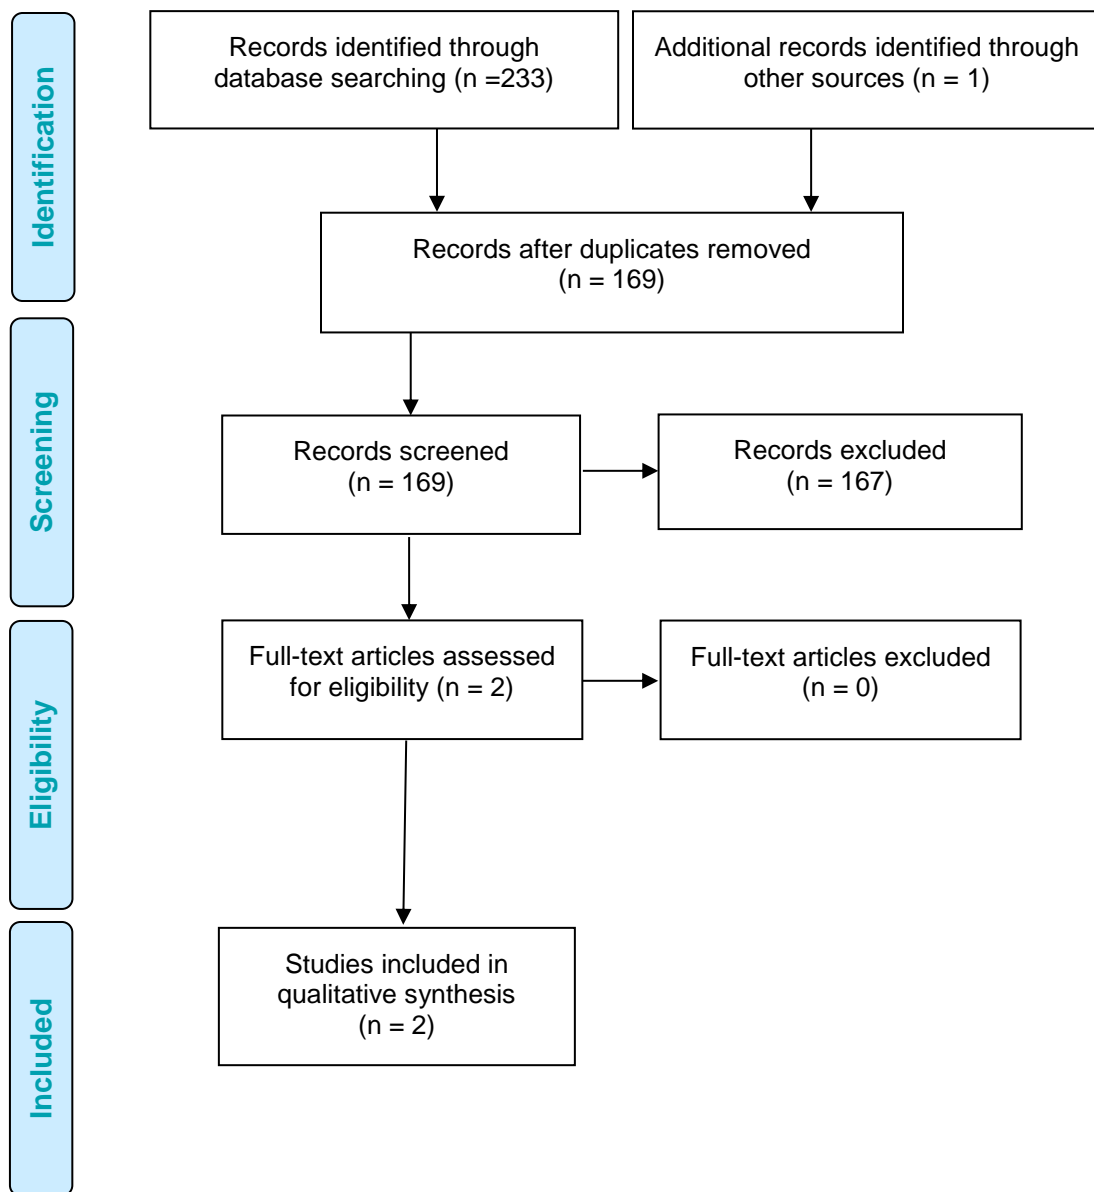 Identification
Records identified through
database searching (n =233)
Additional records identified through
other sources (n = 1)
Records after duplicates removed
(n = 169)
Screening
Records screened
(n = 169)
Records excluded
(n = 167)
Eligibility
Full-text articles assessed
for eligibility (n = 2)
Full-text articles excluded
(n = 0)
Included
Studies included in
qualitative synthesis
(n = 2)